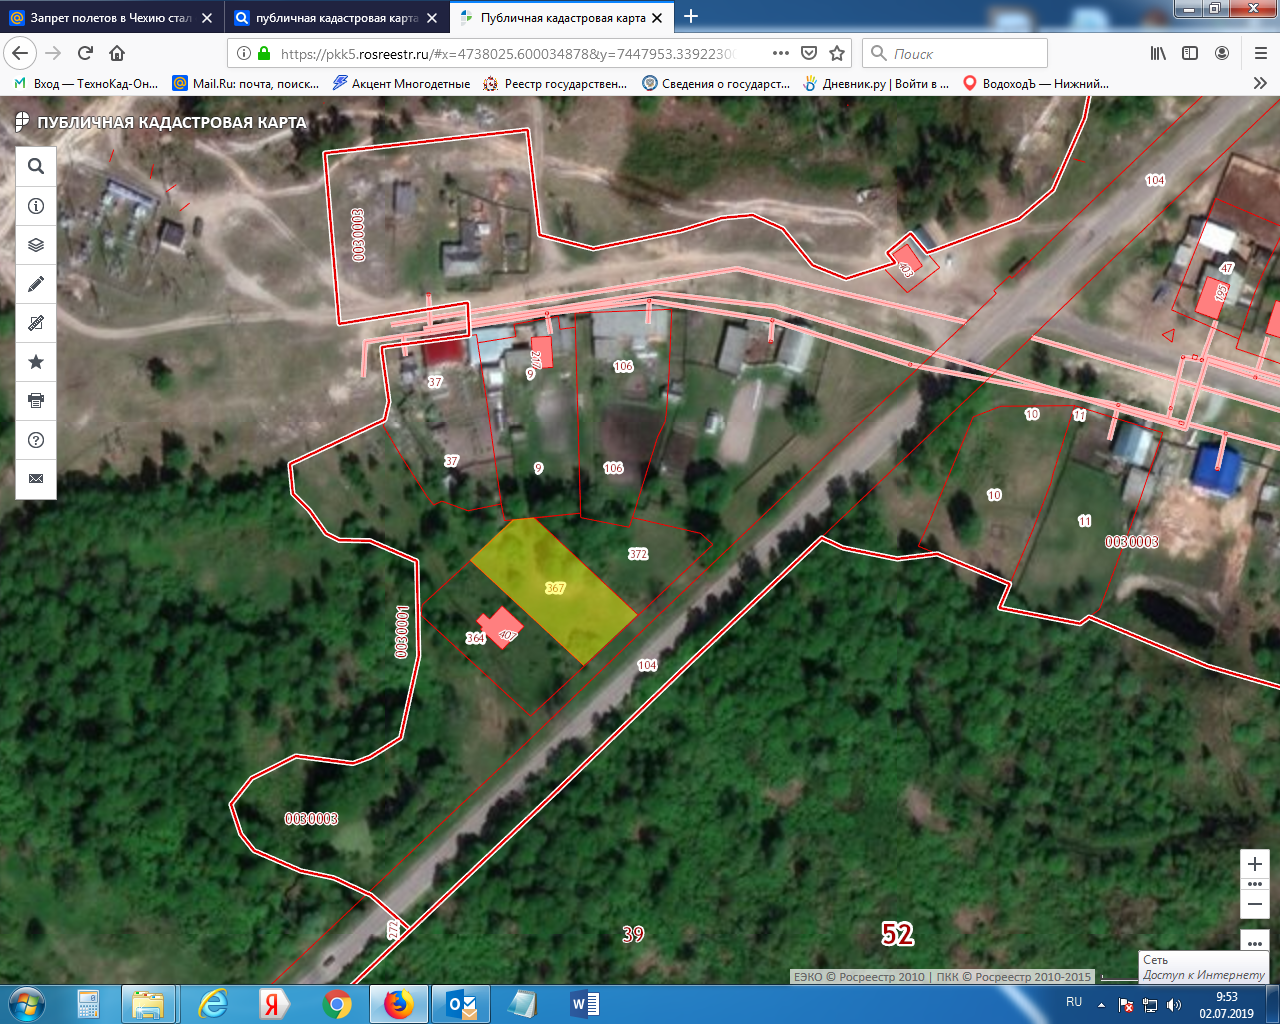 Запрет полетов в Чехию стал
публичная кадастровая карта
Публичная кадастровая карта
https://pkk5.rosreestr.ru/#x=4738025.600034878&y=7447953.3392230
Поиск
Вход — ТехноКад-Он...
Mail.Ru: почта, поиск...
Акцент Многодетные
Реестр государственн...
Сведения о государст...
Дневник.ру | Войти в ...
ВодоходЪ — Нижний...
ПУБЛИЧНАЯ КАДАСТРОВАЯ КАРТА
104
0030003
403
47
195
37
217
9
106
10
11
37
9
106
10
11
0030003
372
367
0030001
364
407
104
0030003
272
39
52
ЕЭКО © Росреестр 2010 | ПКК © Росреестр 2010-2015
Сеть
Доступ к Интернету
RU
9:53
02.07.2019